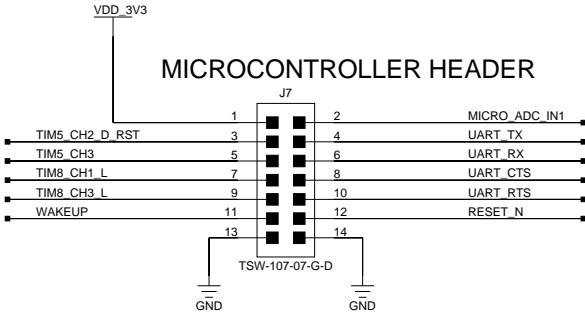 VDD_3V3
MICROCONTROLLER HEADER
J7
1 2 MICRO_ADC_IN1
TIM5_CH2_D_RST 3 4 UART_TX
TIM5_CH3 5 6 UART_RX
TIM8_CH1_L 7 8 UART_CTS
TIM8_CH3_L 9 10 UART_RTS
WAKEUP 11 12 RESET_N
13 14
TSW-107-07-G-D
GND GND